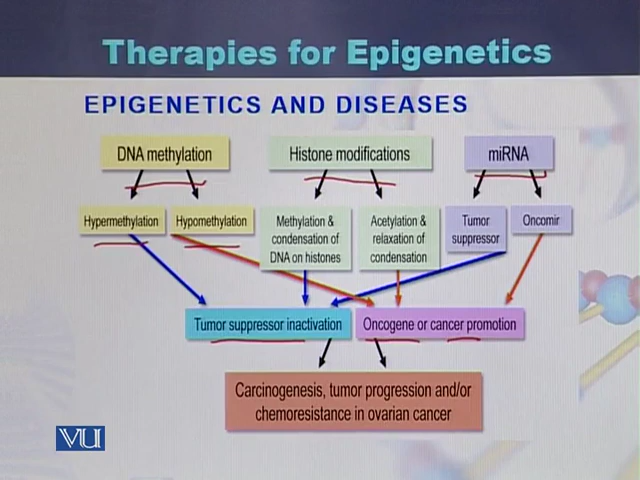 Therapies for Epigenetics
EPIGENETICS AND DISEASES
DNA methylation
Histone modifications
miRNA
Hypermethylation
Hypomethylation
Methylation &
condensation of
DNA on histones
Acetylation &
relaxation of
condensation
Tumor
suppressor
Oncomir
Tumor suppressor inactivation
Oncogene or cancer promotion
Carcinogenesis, tumor progression and/or
chemoresistance in ovarian cancer
VU